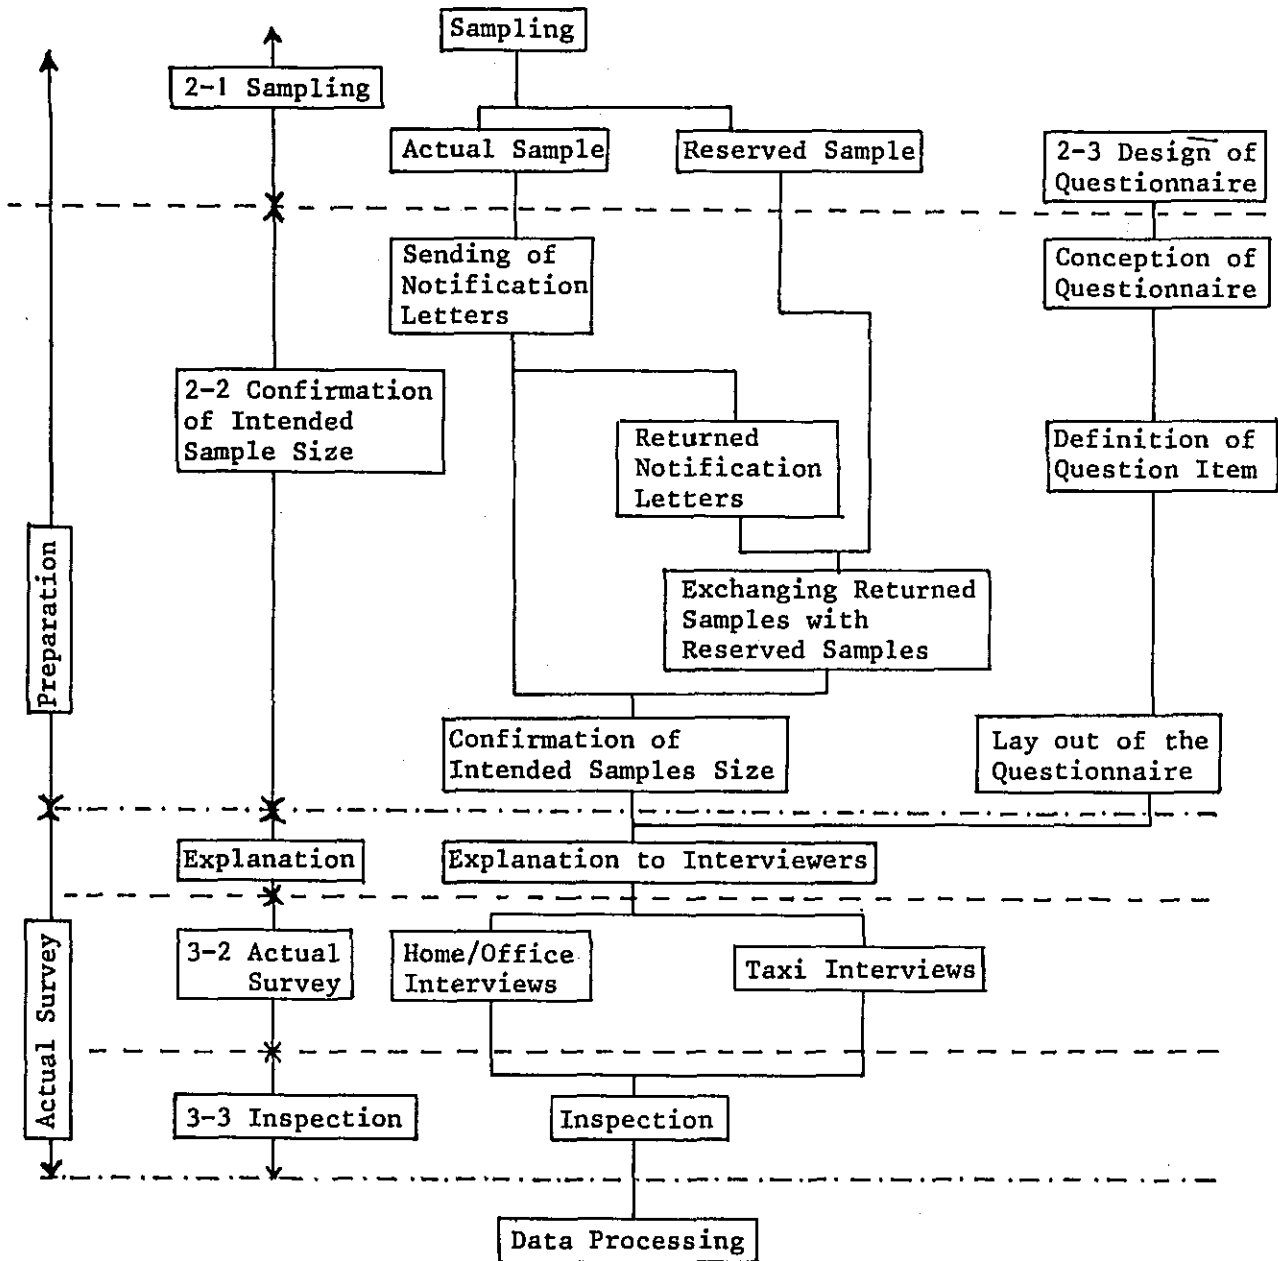 Sampling
2-1 Sampling
Actual Sample
Reserved Sample
2-3 Design of
Questionnaire
Sending of
Notification
Letters
Conception of
Questionnaire
2-2 Confirmation
of Intended
Sample Size
Returned
Notification
Letters
Definition of
Question Item
Preparation
Exchanging Returned
Samples with
Reserved Samples
Confirmation of
Intended Samples Size
Lay out of the
Questionnaire
Explanation
Explanation to Interviewers
Actual Survey
3-2 Actual
Survey
Home/Office
Interviews
Taxi Interviews
3-3 Inspection
Inspection
Data Processing